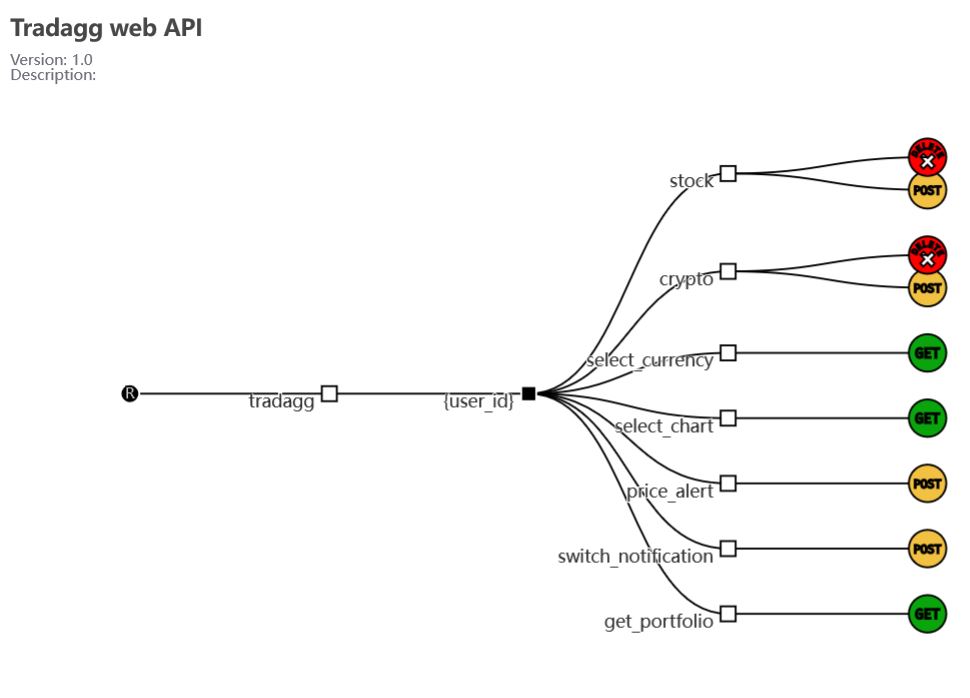 Tradagg web API
Version: 1.0
Description:
DELETE
stock
POST
DELETE
crypto
POST
select_currency
GET
R
tradagg
{user_id}
select_chart
GET
price_alert
POST
switch_notification
POST
get_portfolio
GET